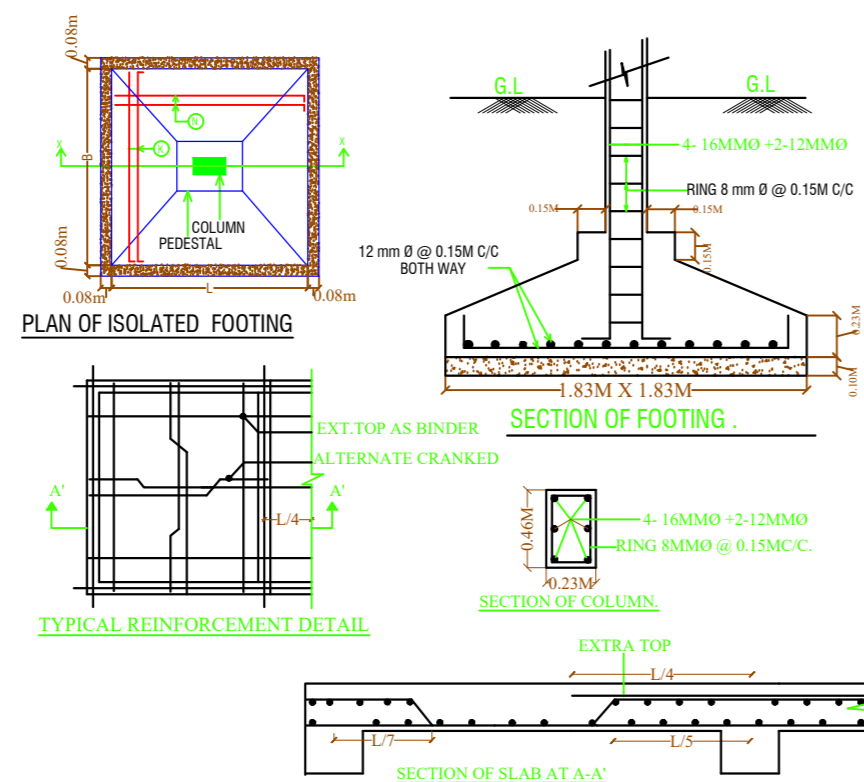 0.08m
x
x
N
K
B
COLUMN
PEDESTAL
0.08m
L
0.08m
0.08m
PLAN OF ISOLATED FOOTING
G.L
G.L
4- 16MMØ +2-12MMØ
RING 8 mm Ø @ 0.15M C/C
0.15M
0.15M
0.15M
12 mm Ø @ 0.15M C/C
BOTH WAY
0.23M
0.10M
1.83M X 1.83M
SECTION OF FOOTING .
EXT.TOP AS BINDER
ALTERNATE CRANKED
A'
A'
L/4
TYPICAL REINFORCEMENT DETAIL
0.46M
4- 16MMØ +2-12MMØ
RING 8MMØ @ 0.15MC/C.
0.23M
SECTION OF COLUMN.
EXTRA TOP
L/4
L/7
L/5
SECTION OF SLAB AT A-A'